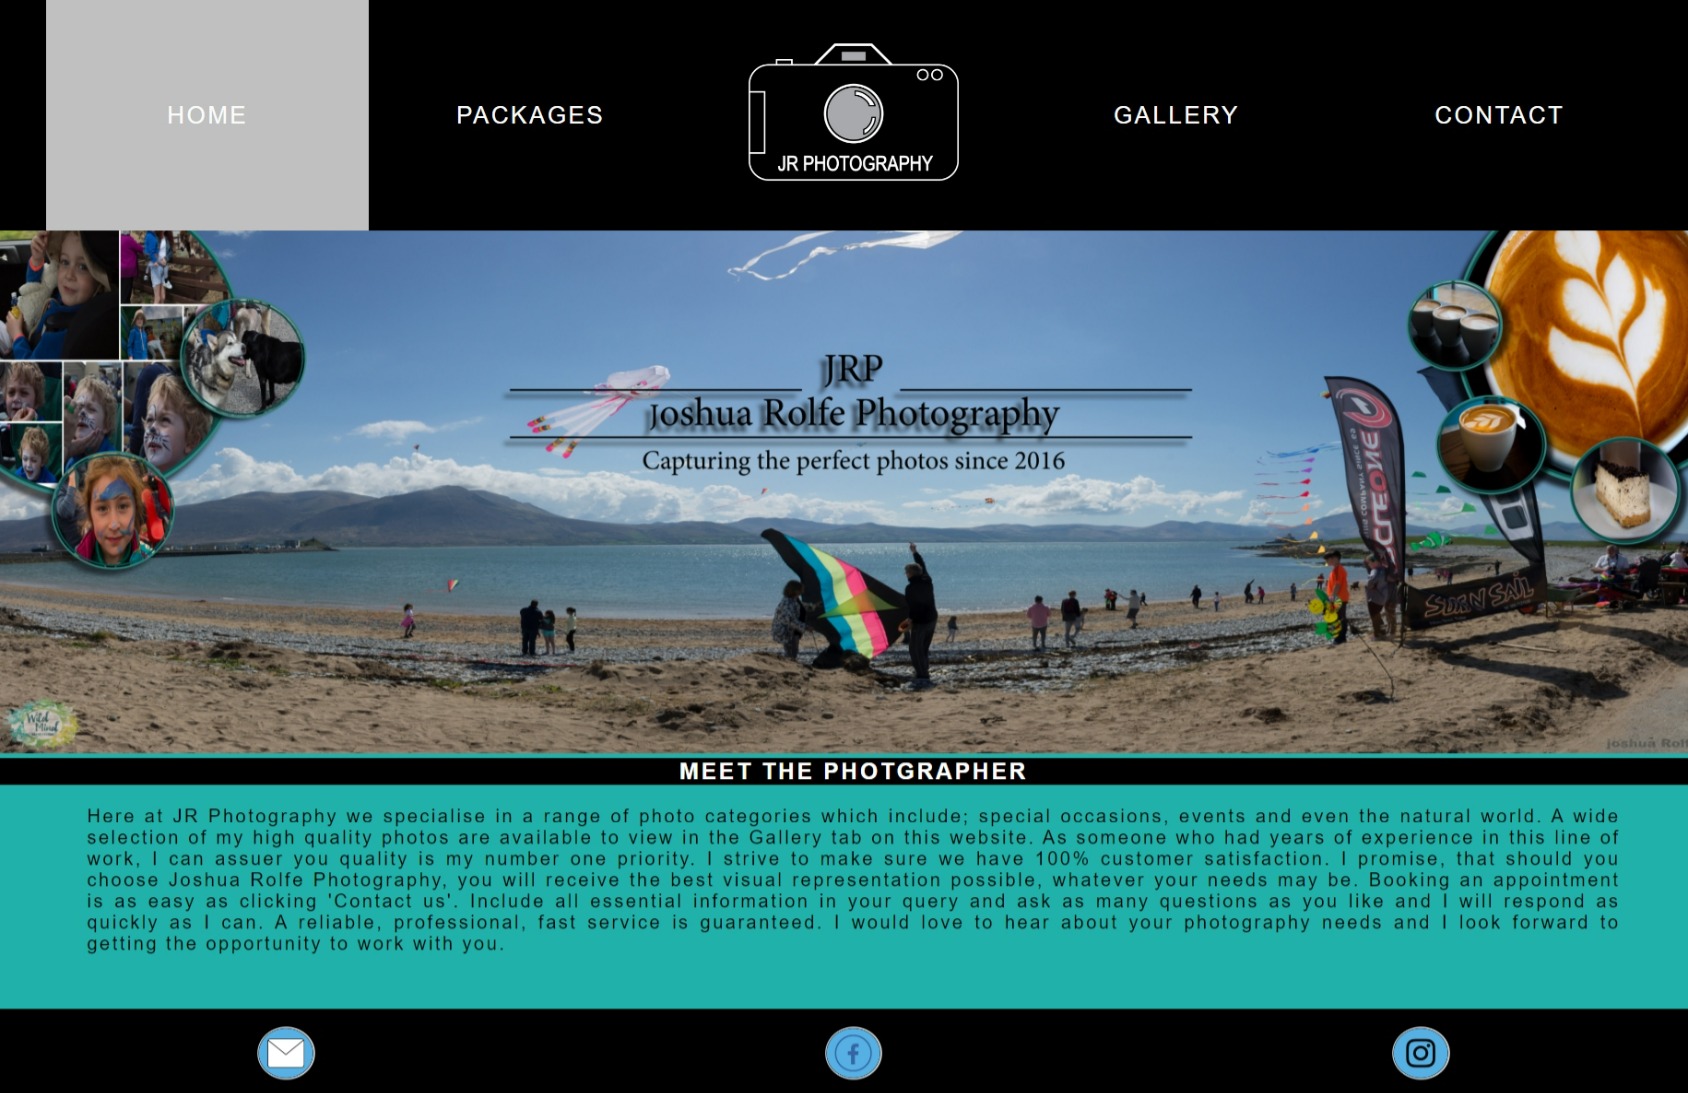 HOME
PACKAGES
JR PHOTOGRAPHY
GALLERY
CONTACT
JRP
Joshua Rolfe Photography
Capturing the perfect photos since 2016
SUN N SAIL
Wild
Mind
Joshua Rolf
MEET THE PHOTGRAPHER
Here at JR Photography we specialise in a range of photo categories which include; special occasions, events and even the natural world. A wide
selection of my high quality photos are available to view in the Gallery tab on this website. As someone who had years of experience in this line of
work, I can assuer you quality is my number one priority. I strive to make sure we have 100% customer satisfaction. I promise, that should you
choose Joshua Rolfe Photography, you will receive the best visual representation possible, whatever your needs may be. Booking an appointment
is as easy as clicking 'Contact us'. Include all essential information in your query and ask as many questions as you like and I will respond as
quickly as I can. A reliable, professional, fast service is guaranteed. I would love to hear about your photography needs and I look forward to
getting the opportunity to work with you.